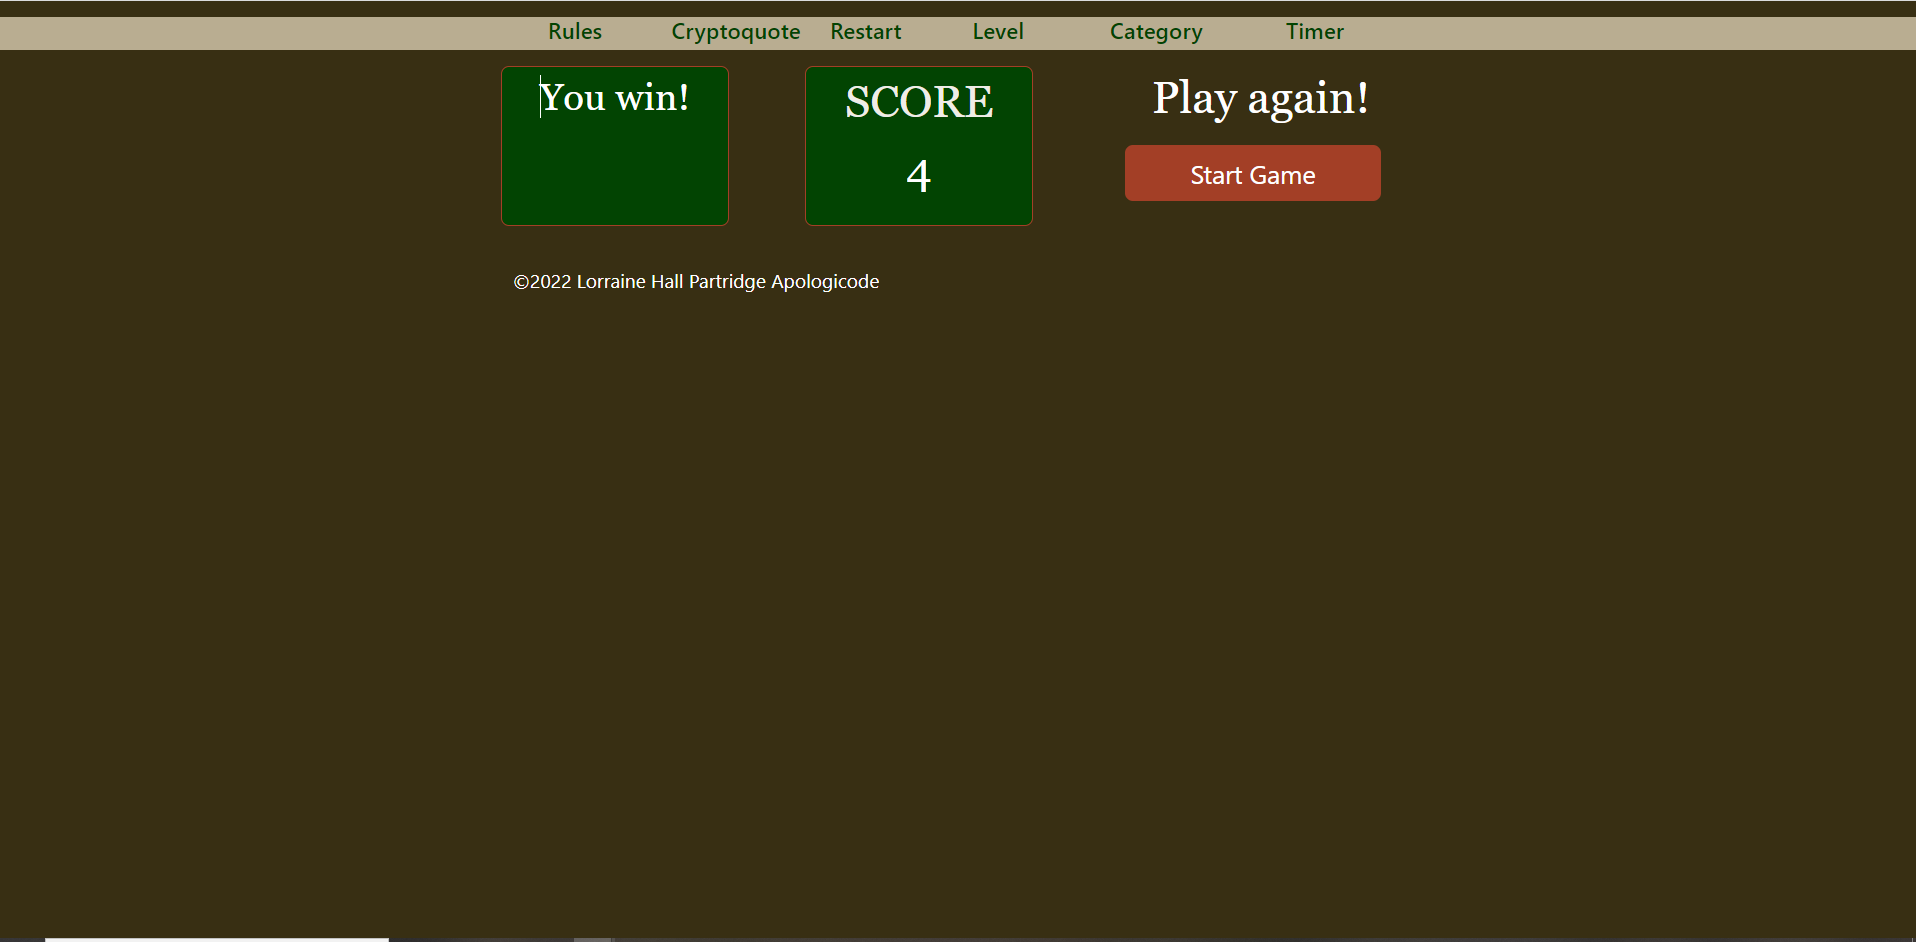 Rules Cryptoquote Restart Level Category Timer
You win!
SCORE
4
Play again!
Start Game
©2022 Lorraine Hall Partridge Apologicode